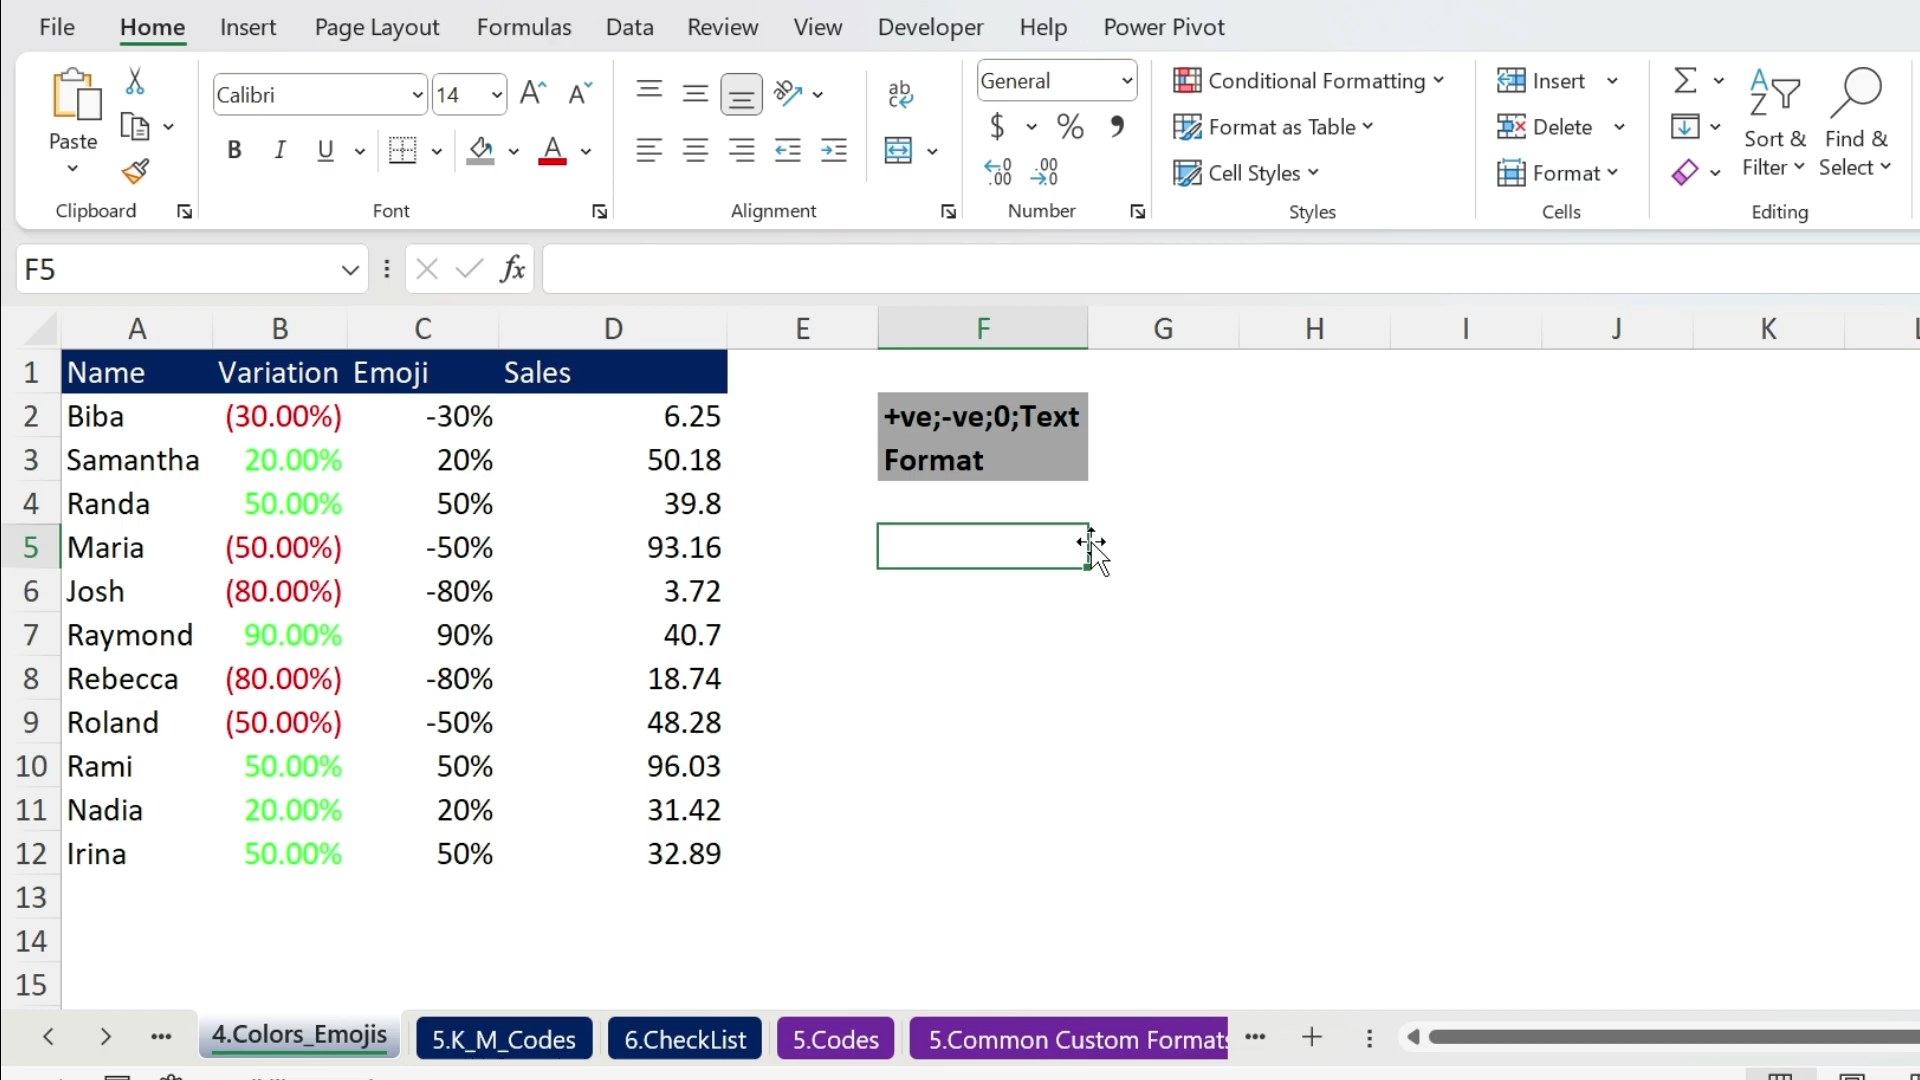 File Home Insert Page Layout Formulas Data Review View Developer Help Power Pivot
Paste
Clipboard
Calibri 14
B I U A
Font
ab
Alignment
General
$ % 9
.00 .00
Number
Conditional Formatting
Format as Table
Cell Styles
Styles
Insert
Delete
Format
Cells
Sort & Filter
Find & Select
Editing
F5 fx
A B C D E F G H I J K L
1 Name Variation Emoji Sales
2 Biba (30.00%) -30% 6.25 +ve;-ve;0;Text
3 Samantha 20.00% 20% 50.18 Format
4 Randa 50.00% 50% 39.8
5 Maria (50.00%) -50% 93.16
6 Josh (80.00%) -80% 3.72
7 Raymond 90.00% 90% 40.7
8 Rebecca (80.00%) -80% 18.74
9 Roland (50.00%) -50% 48.28
10 Rami 50.00% 50% 96.03
11 Nadia 20.00% 20% 31.42
12 Irina 50.00% 50% 32.89
13
14
15
4.Colors_Emojis 5.K_M_Codes 6.CheckList 5.Codes 5.Common Custom Formats